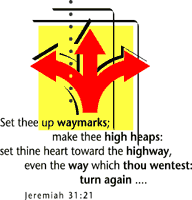 Set thee up waymarks;
make thee high heaps:
set thine heart toward the highway,
even the way which thou wentest:
turn again ....
Jeremiah 31:21